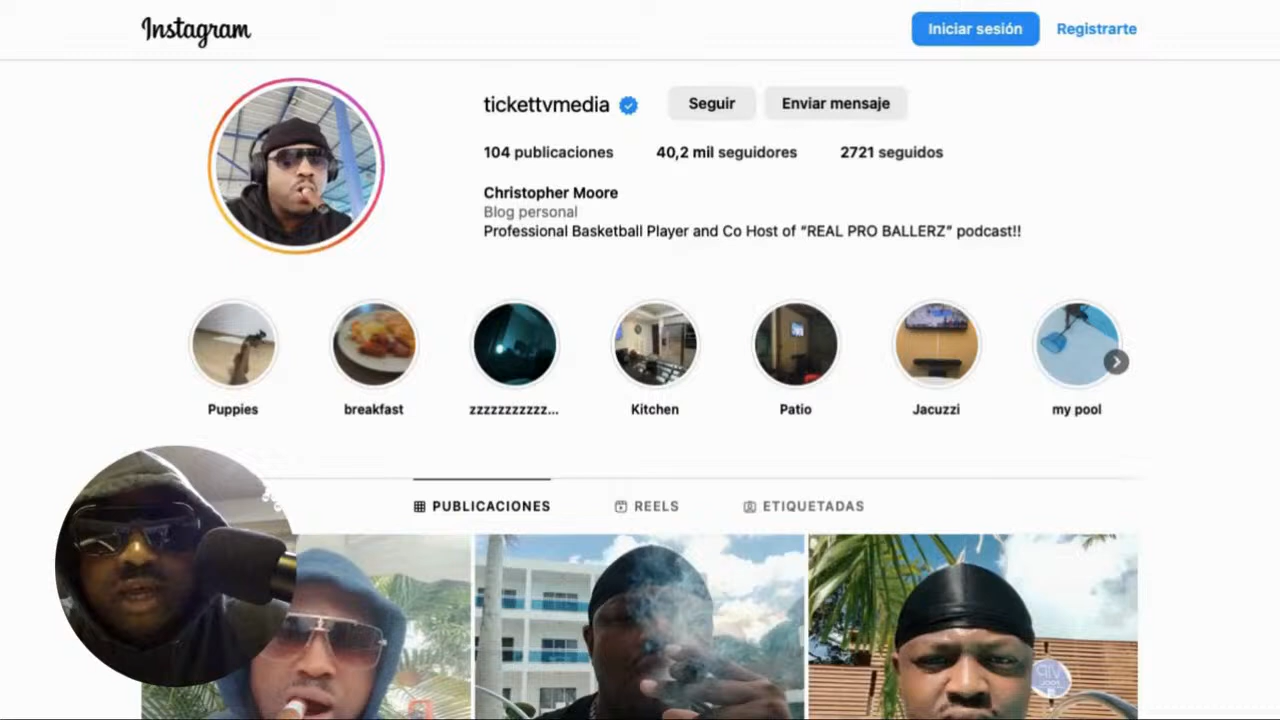 Instagram
Iniciar sesión
Registrarte
tickettvmedia
Seguir
Enviar mensaje
104 publicaciones
40,2 mil seguidores
2721 seguidos
Christopher Moore
Blog personal
Professional Basketball Player and Co Host of “REAL PRO BALLERZ” podcast!!
Puppies
breakfast
zzzzzzzzzzz...
Kitchen
Patio
Jacuzzi
my pool
PUBLICACIONES
REELS
ETIQUETADAS
VIP